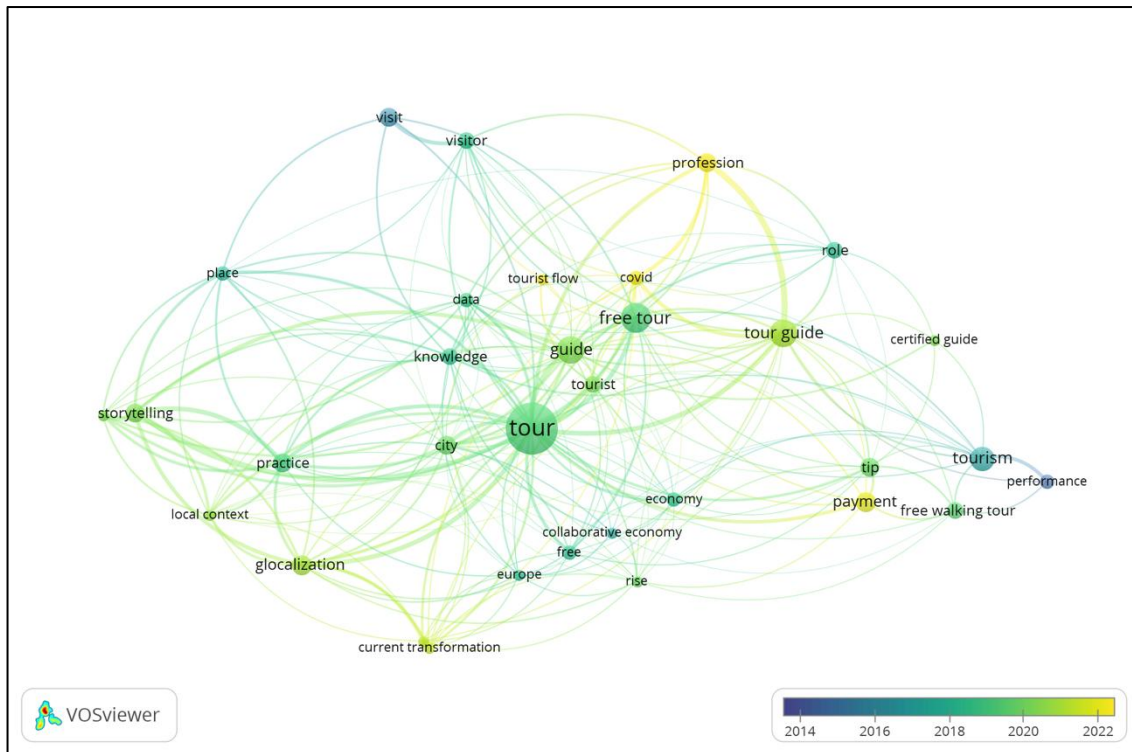 visit
visitor
profession
role
place
tourist flow
covid
data
free tour
tour guide
certified guide
guide
knowledge
tourist
storytelling
tour
city
practice
tourism
tip
performance
economy
payment
free walking tour
local context
collaborative economy
free
glocalization
europe
rise
current transformation
VOSviewer
2014 2016 2018 2020 2022